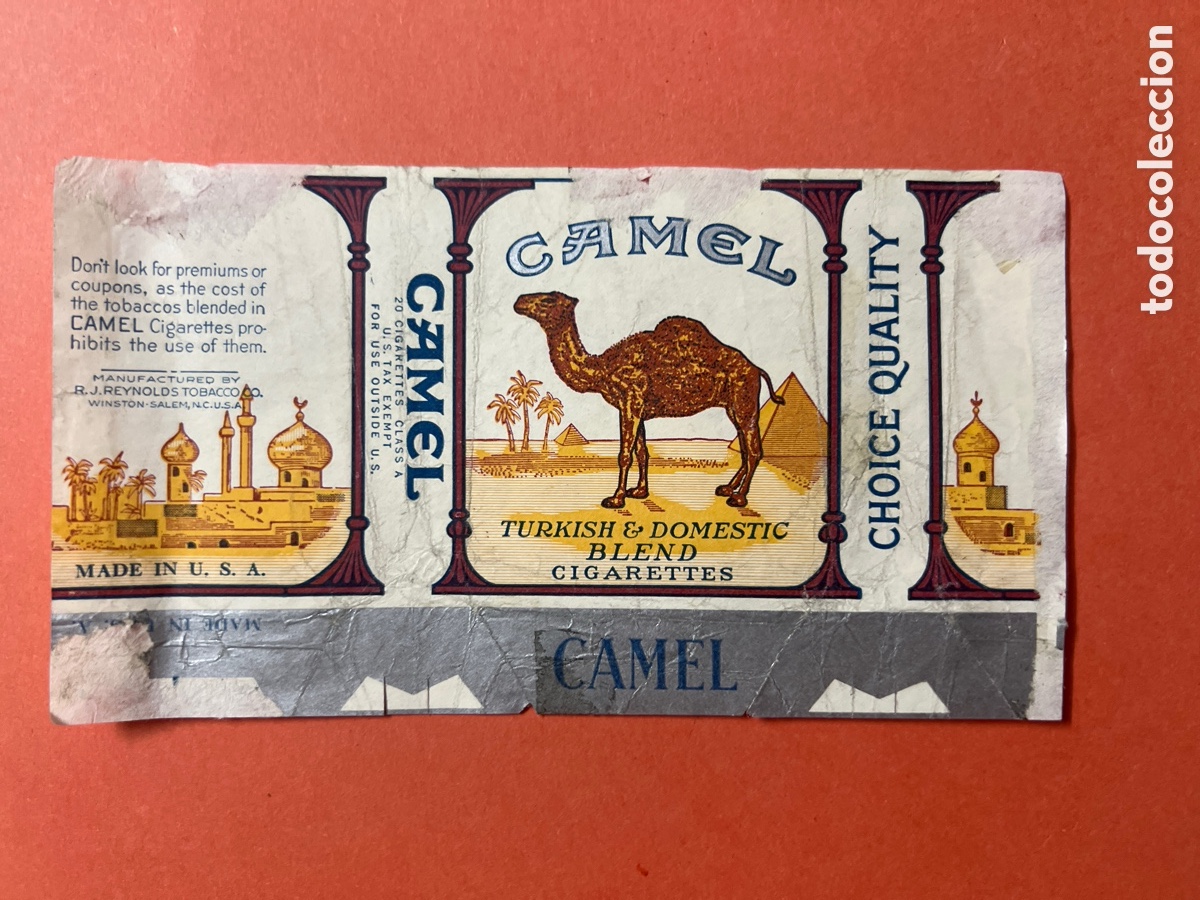 Don't look for premiums or
coupons, as the cost of
the tobaccos blended in
CAMEL Cigarettes pro-
hibits the use of them.
MANUFACTURED BY
R. J. REYNOLDS TOBACCO CO.
WINSTON-SALEM, N.C. U.S.A.
MADE IN U. S. A.
MADE IN U. S. A.
CAMEL
20 CIGARETTES CLASS A
U. S. TAX EXEMPT
FOR USE OUTSIDE U. S.
CAMEL
TURKISH & DOMESTIC
BLEND
CIGARETTES
CAMEL
CHOICE QUALITY
todocoleccion